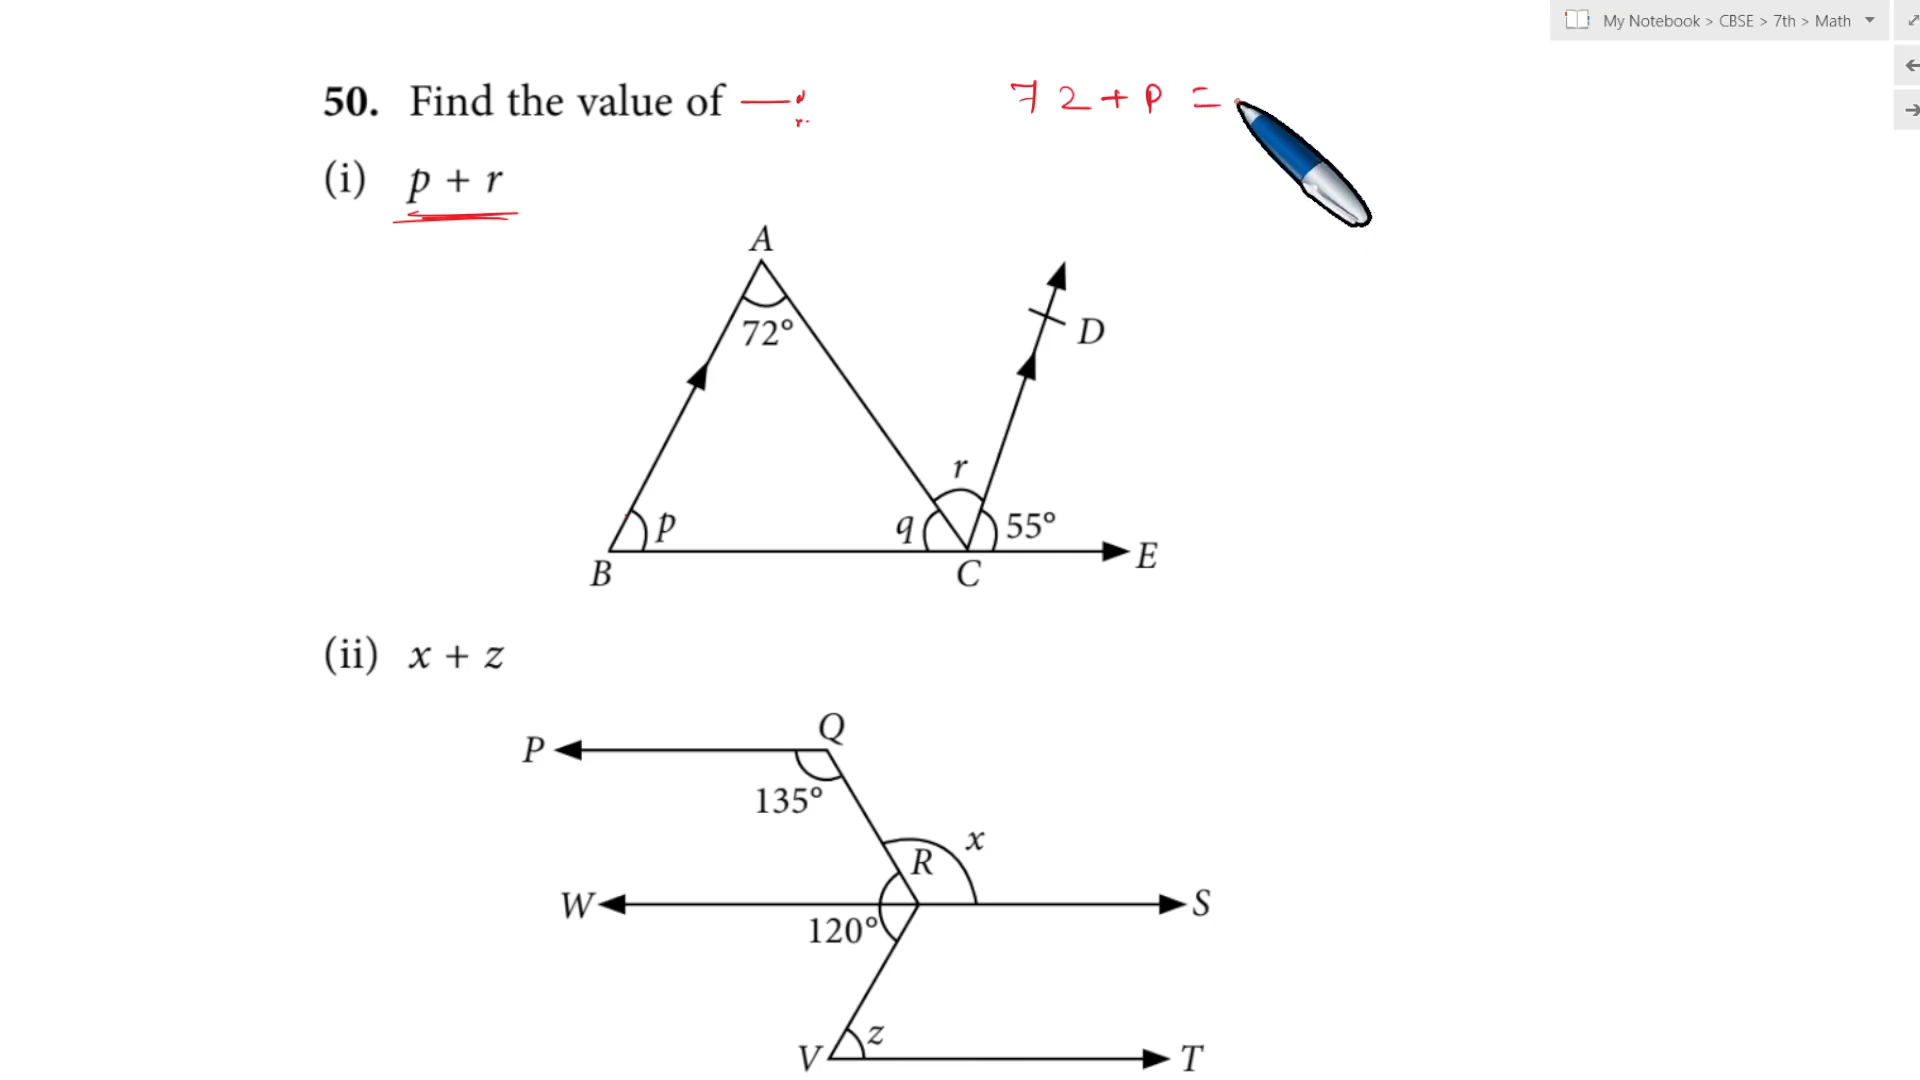 My Notebook > CBSE > 7th > Math
50. Find the value of —:
72 + p =
(i) p + r
A
72°
D
r
p
q
55°
B
C
E
(ii) x + z
Q
P
135°
x
R
W
S
120°
z
V
T